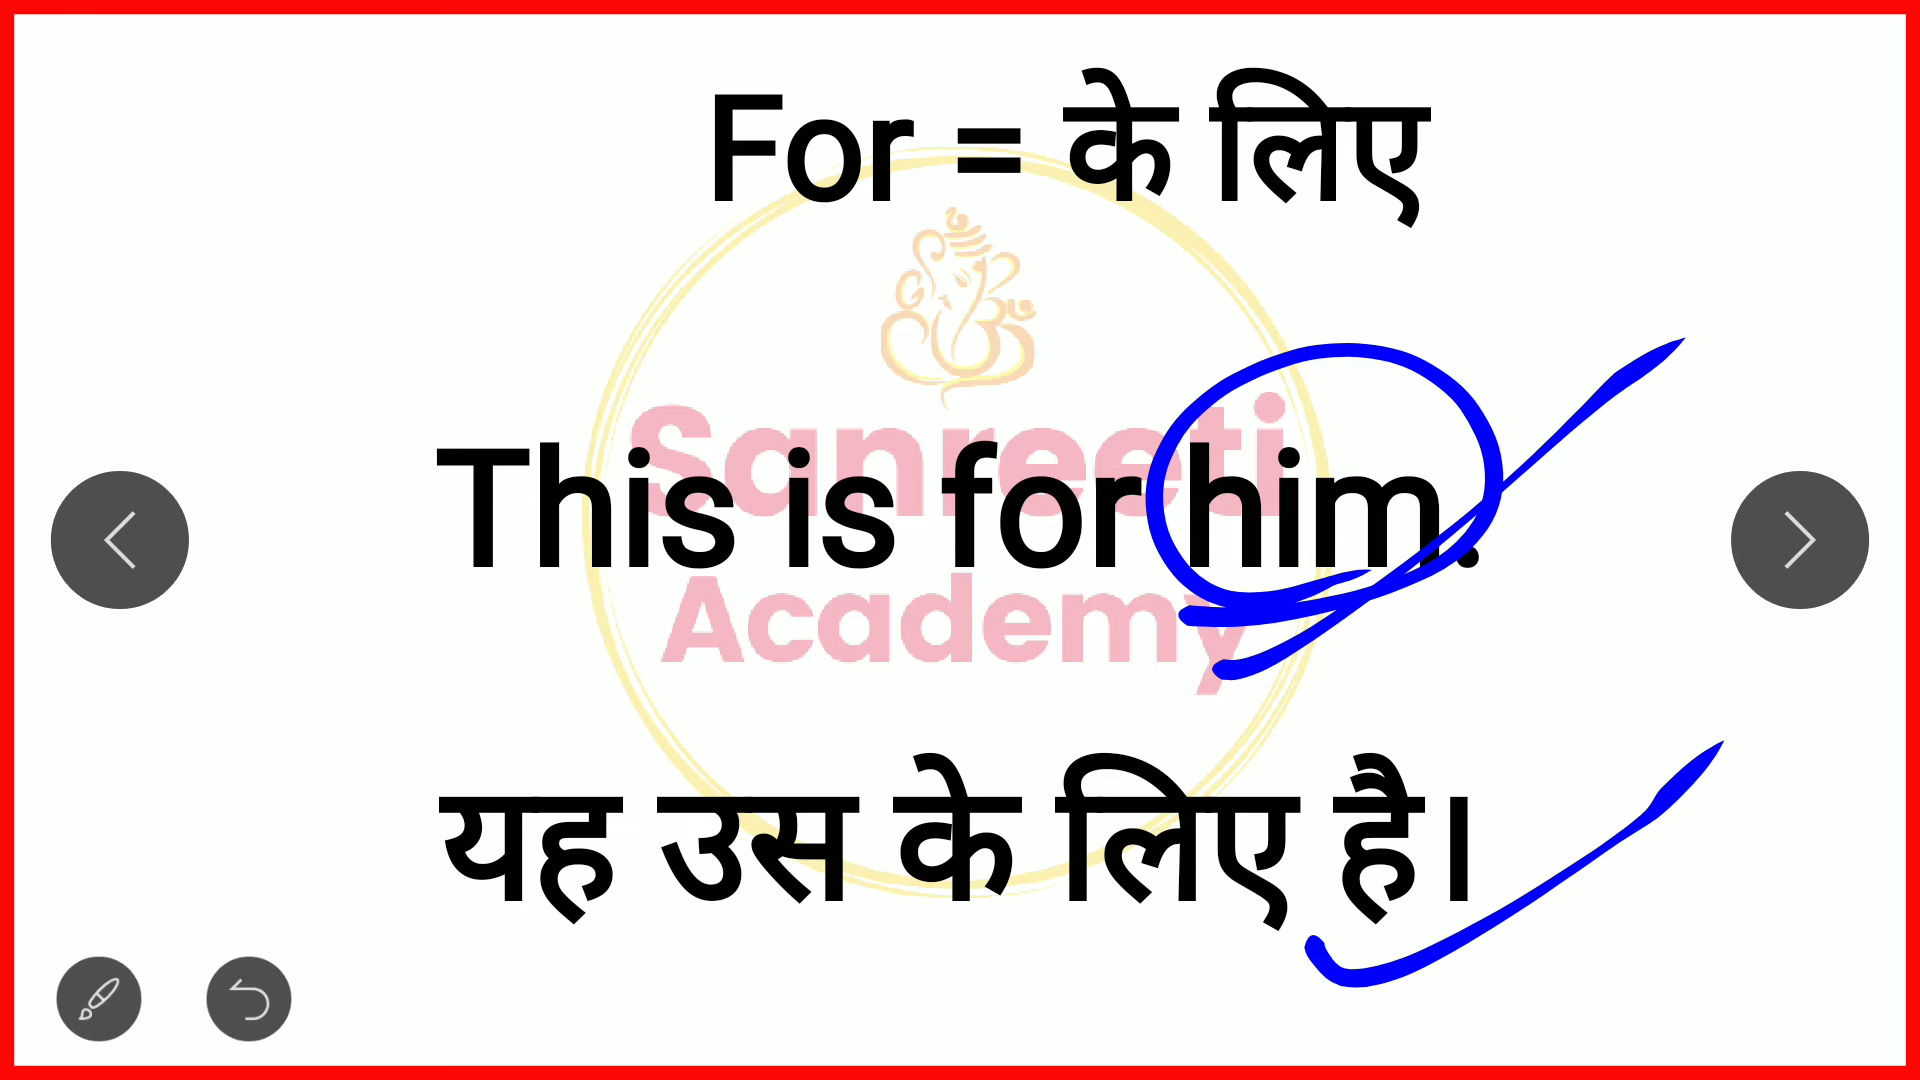 For = के लिए
Sanreeti
This is for him.
Academy
यह उस के लिए है।